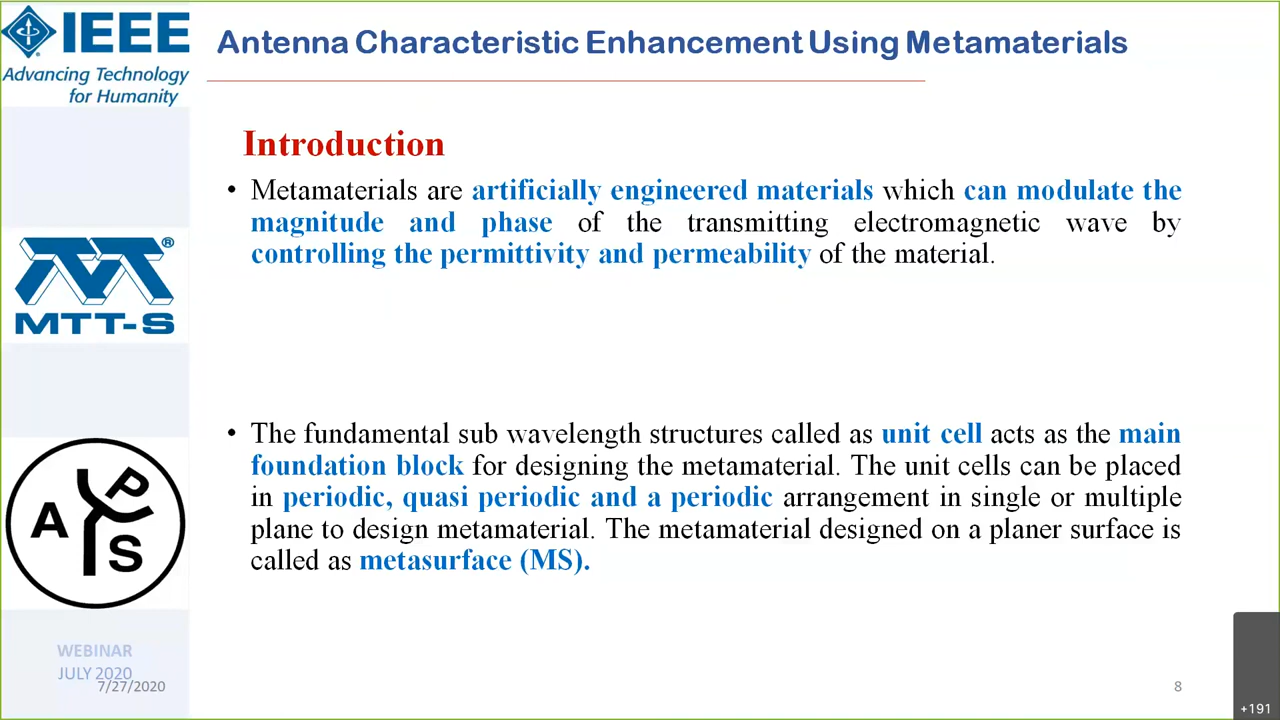 IEEE
Advancing Technology
for Humanity
Antenna Characteristic Enhancement Using Metamaterials
Introduction
• Metamaterials are artificially engineered materials which can modulate the
magnitude and phase of the transmitting electromagnetic wave by
controlling the permittivity and permeability of the material.
MTT-S®
• The fundamental sub wavelength structures called as unit cell acts as the main
foundation block for designing the metamaterial. The unit cells can be placed
in periodic, quasi periodic and a periodic arrangement in single or multiple
plane to design metamaterial. The metamaterial designed on a planer surface is
called as metasurface (MS).
A P S
WEBINAR
JULY 2020
7/27/2020
8
+191